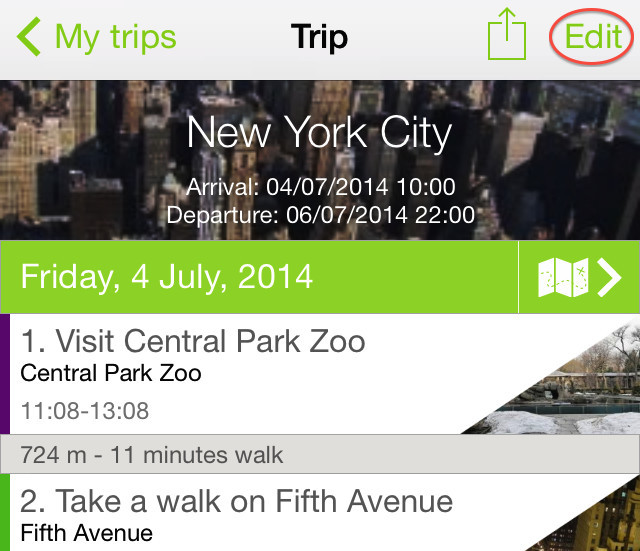 My trips Trip Edit
New York City
Arrival: 04/07/2014 10:00
Departure: 06/07/2014 22:00
Friday, 4 July, 2014
1. Visit Central Park Zoo
Central Park Zoo
11:08-13:08
724 m - 11 minutes walk
2. Take a walk on Fifth Avenue
Fifth Avenue